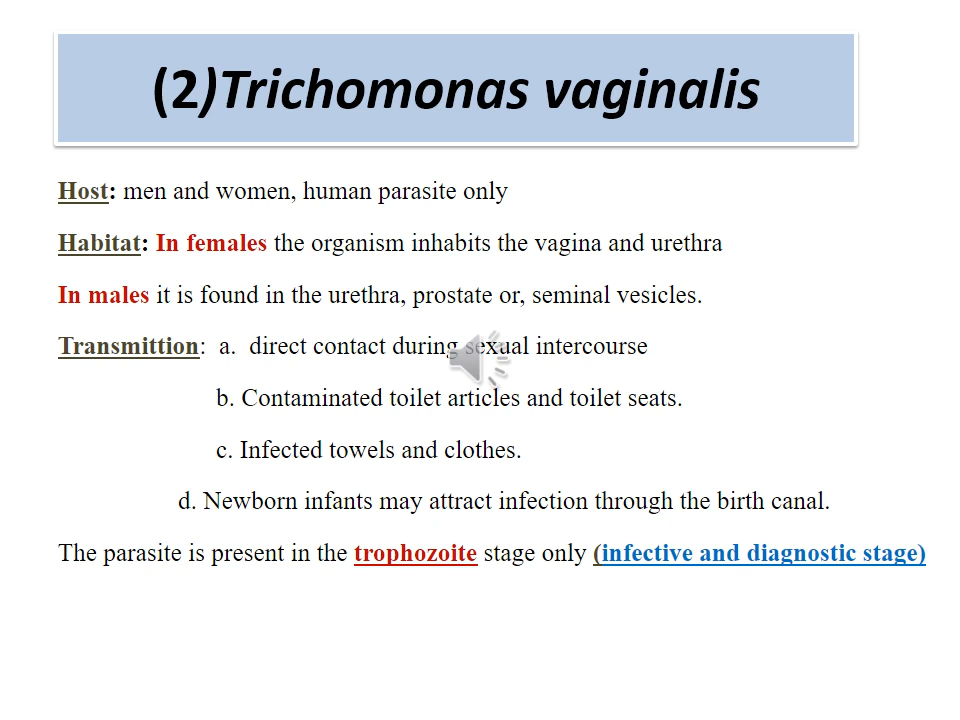 (2)Trichomonas vaginalis
Host: men and women, human parasite only
Habitat: In females the organism inhabits the vagina and urethra
In males it is found in the urethra, prostate or, seminal vesicles.
Transmittion: a. direct contact during sexual intercourse
b. Contaminated toilet articles and toilet seats.
c. Infected towels and clothes.
d. Newborn infants may attract infection through the birth canal.
The parasite is present in the trophozoite stage only (infective and diagnostic stage)